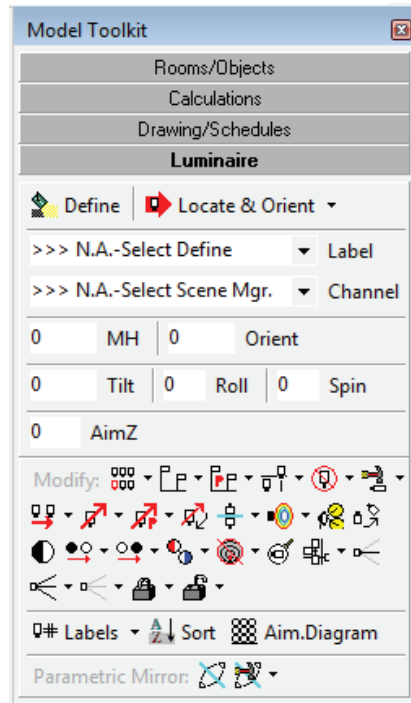 Model Toolkit
Rooms/Objects
Calculations
Drawing/Schedules
Luminaire
Define Locate & Orient
>>> N.A.-Select Define Label
>>> N.A.-Select Scene Mgr. Channel
0 MH 0 Orient
0 Tilt 0 Roll 0 Spin
0 AimZ
Modify:
# Labels A Z Sort Aim.Diagram
Parametric Mirror: